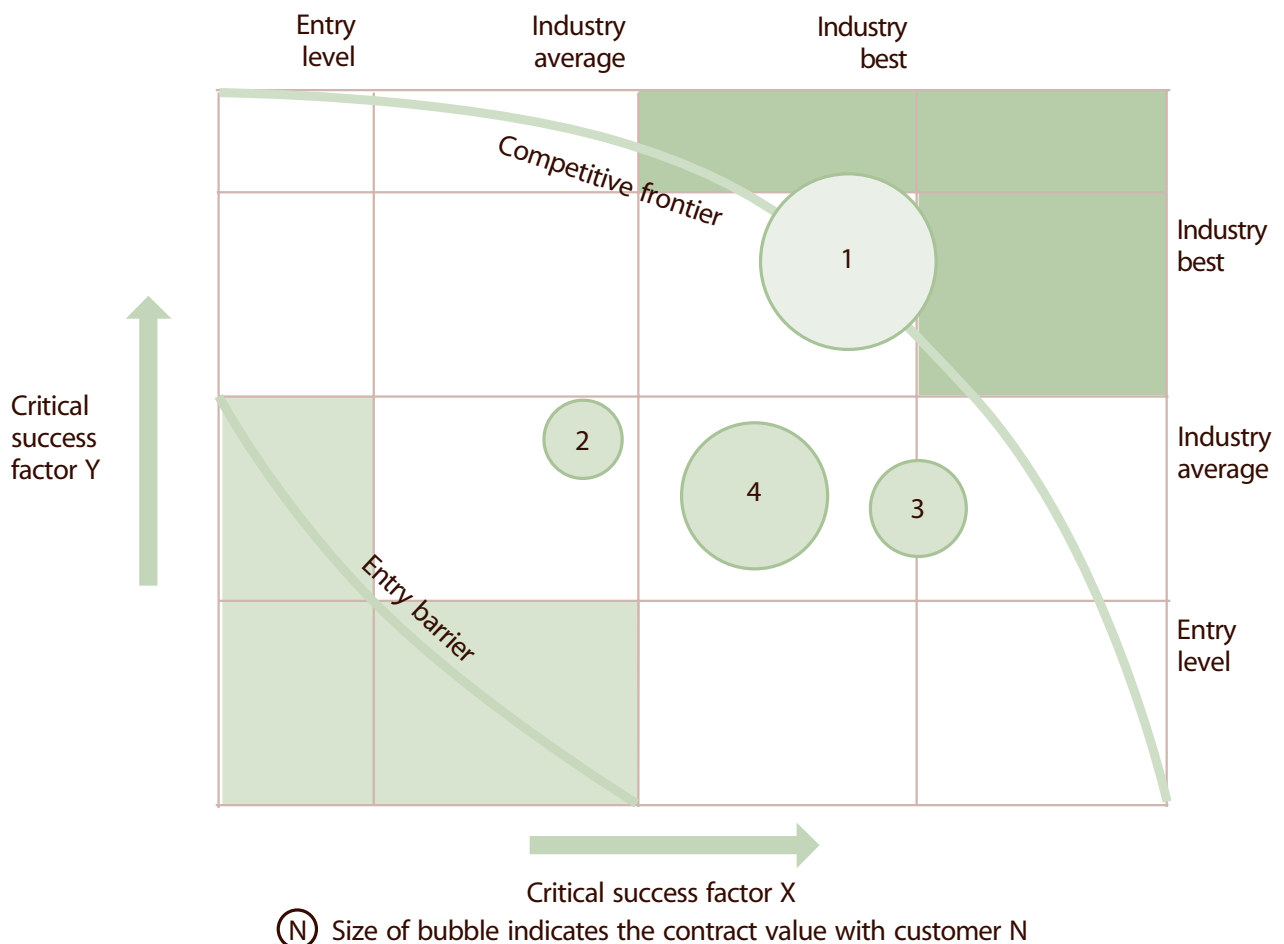 Entry
level
Industry
average
Industry
best
Competitive frontier
1
Industry
best
Critical
success
factor Y
2
4
3
Industry
average
Entry barrier
Entry
level
Critical success factor X
N Size of bubble indicates the contract value with customer N